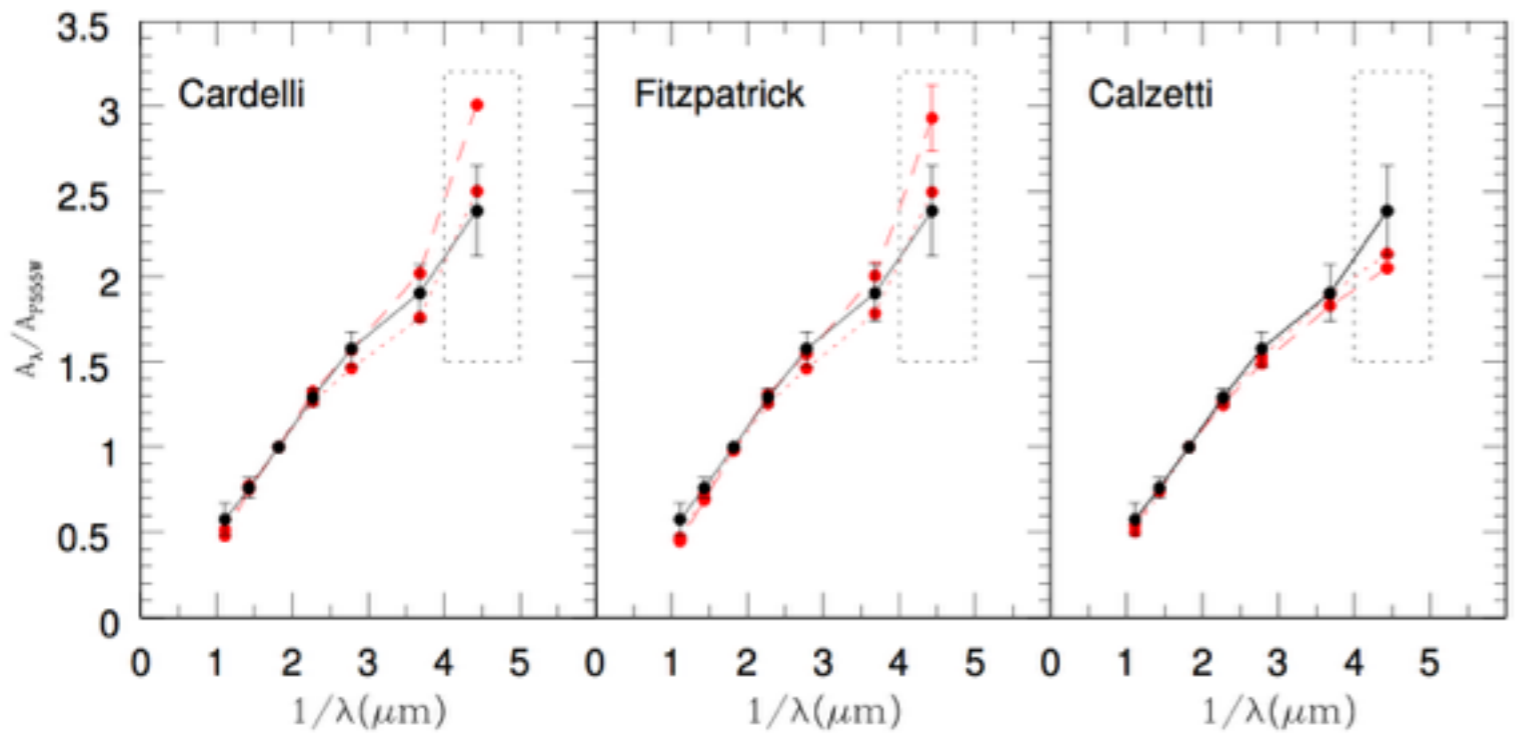 Cardelli
Fitzpatrick
Calzetti
3.5
3
2.5
2
1.5
1
0.5
0
Aλ/AF555W
0 1 2 3 4 5
0 1 2 3 4 5
0 1 2 3 4 5
1/λ(μm)
1/λ(μm)
1/λ(μm)